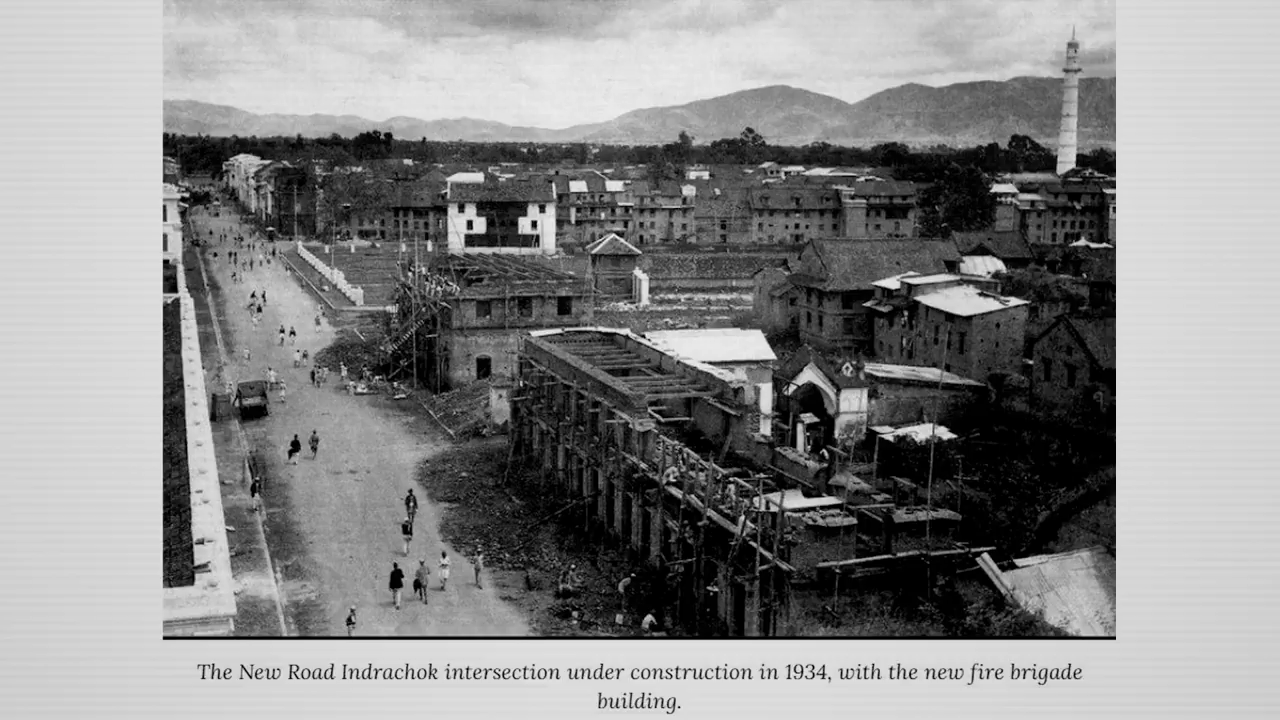 The New Road Indrachok intersection under construction in 1934, with the new fire brigade
building.